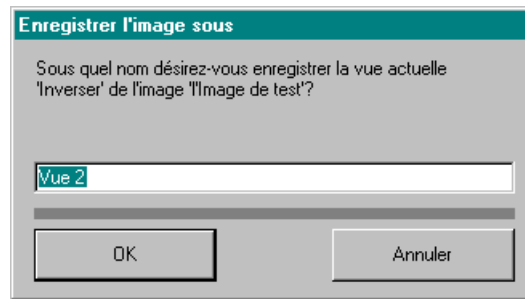 Enregistrer l'image sous
Sous quel nom désirez-vous enregistrer la vue actuelle
'Inverser' de l'image 'l'Image de test'?
Vue 2
OK
Annuler